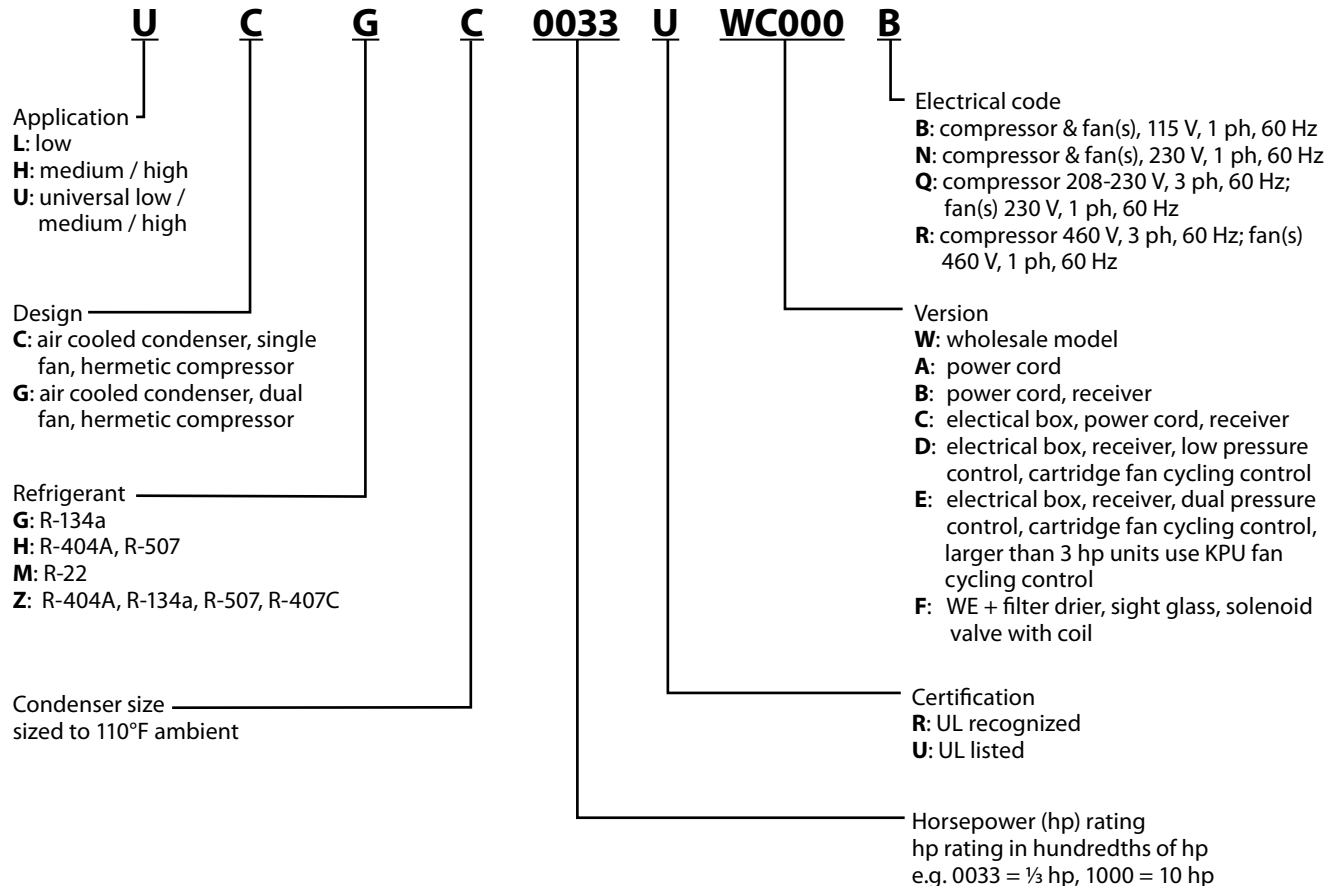 U C G C 0033 U WC000 B
Application
L: low
H: medium / high
U: universal low /
medium / high
Design
C: air cooled condenser, single
fan, hermetic compressor
G: air cooled condenser, dual
fan, hermetic compressor
Refrigerant
G: R-134a
H: R-404A, R-507
M: R-22
Z: R-404A, R-134a, R-507, R-407C
Condenser size
sized to 110°F ambient
Electrical code
B: compressor & fan(s), 115 V, 1 ph, 60 Hz
N: compressor & fan(s), 230 V, 1 ph, 60 Hz
Q: compressor 208-230 V, 3 ph, 60 Hz;
fan(s) 230 V, 1 ph, 60 Hz
R: compressor 460 V, 3 ph, 60 Hz; fan(s)
460 V, 1 ph, 60 Hz
Version
W: wholesale model
A: power cord
B: power cord, receiver
C: electical box, power cord, receiver
D: electrical box, receiver, low pressure
control, cartridge fan cycling control
E: electrical box, receiver, dual pressure
control, cartridge fan cycling control,
larger than 3 hp units use KPU fan
cycling control
F: WE + filter drier, sight glass, solenoid
valve with coil
Certification
R: UL recognized
U: UL listed
Horsepower (hp) rating
hp rating in hundredths of hp
e.g. 0033 = ⅓ hp, 1000 = 10 hp